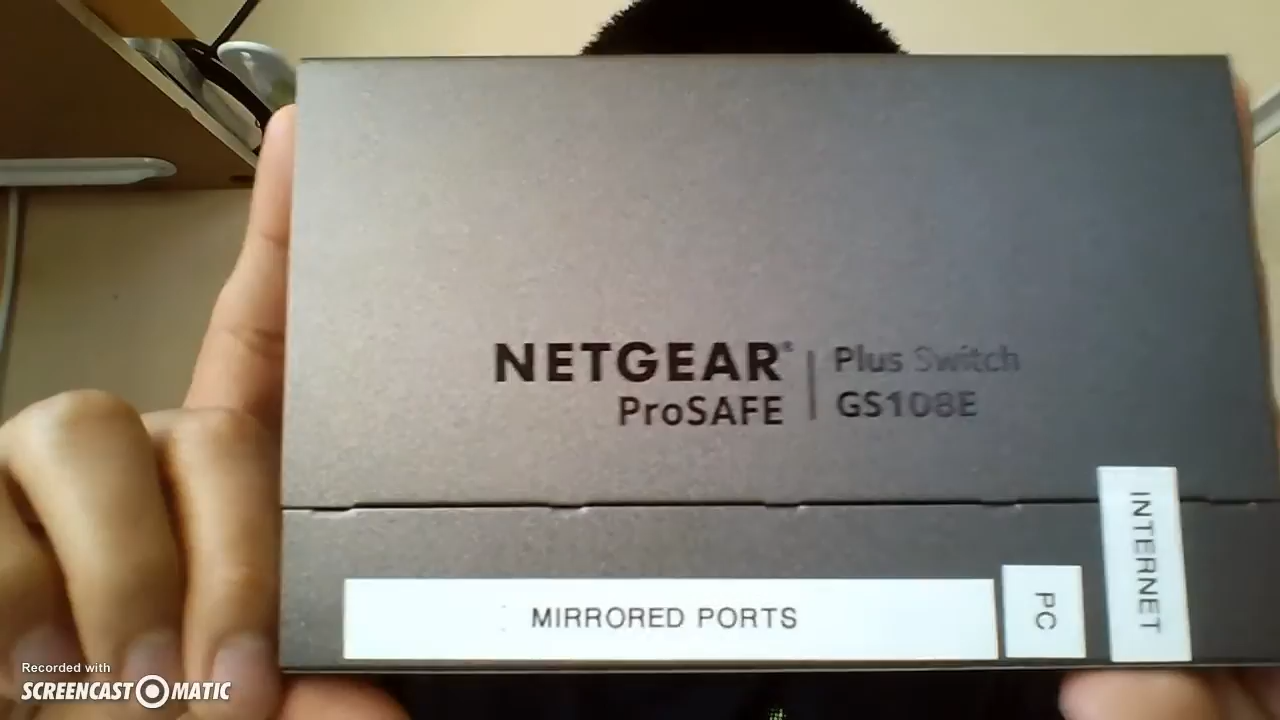 NETGEAR®
ProSAFE
Plus Switch
GS108E
INTERNET
PC
MIRRORED PORTS
Recorded with
SCREENCAST-O-MATIC